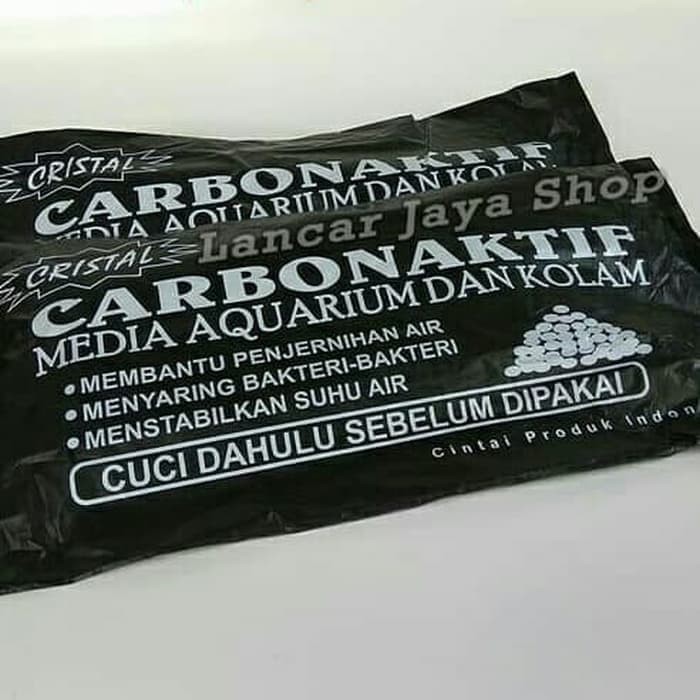 CRISTAL
CARBONAKTIF
MEDIA AQUARIUM DAN KOLAM
Lancar Jaya Shop
CRISTAL
CARBONAKTIF
MEDIA AQUARIUM DAN KOLAM
•MEMBANTU PENJERNIHAN AIR
•MENYARING BAKTERI-BAKTERI
•MENSTABILKAN SUHU AIR
CUCI DAHULU SEBELUM DIPAKAI
Cintai Produk Indon